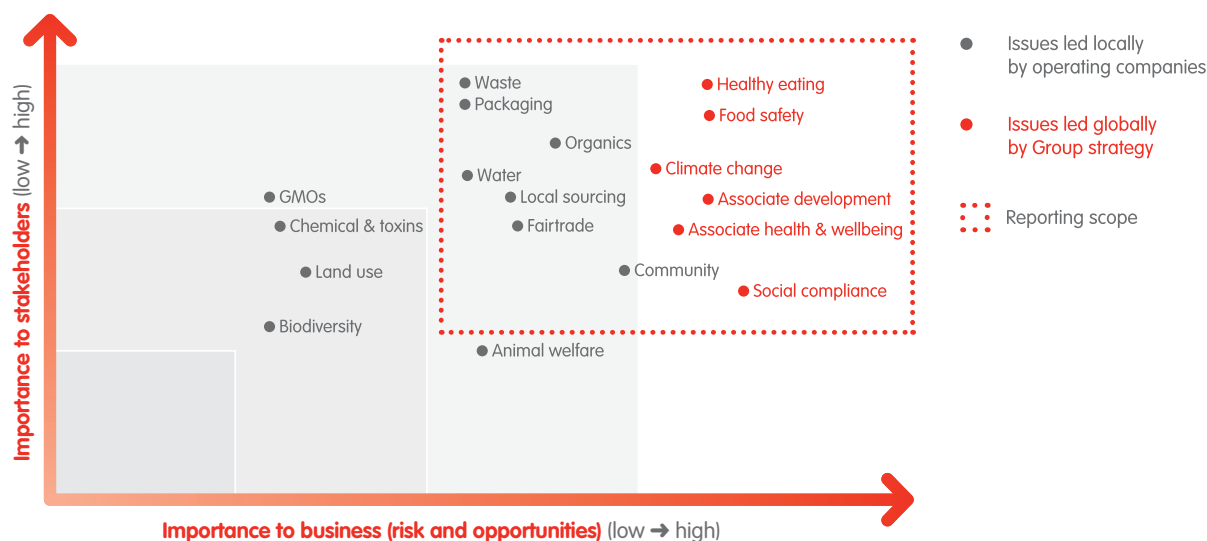 Importance to stakeholders (low ➔ high)
Waste
Healthy eating
Packaging
Food safety
Organics
Climate change
Water
GMOs
Local sourcing
Associate development
Chemical & toxins
Fairtrade
Associate health & wellbeing
Land use
Community
Social compliance
Biodiversity
Animal welfare
Importance to business (risk and opportunities) (low ➔ high)
Issues led locally
by operating companies
Issues led globally
by Group strategy
Reporting scope